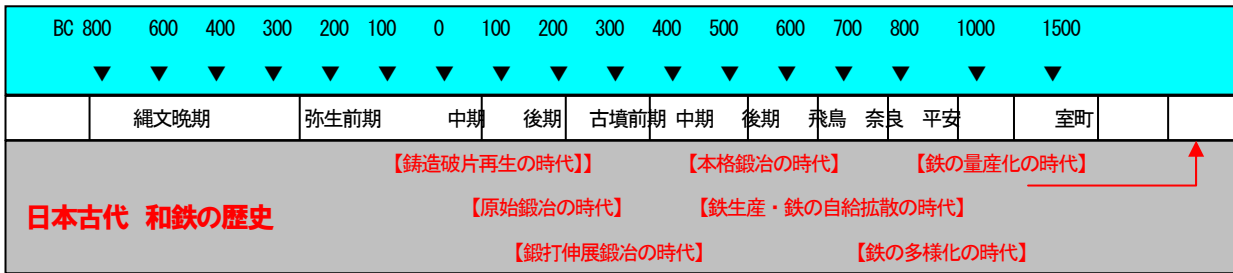 BC 800 600 400 300 200 100 0 100 200 300 400 500 600 700 800 1000 1500
縄文晩期 弥生前期 中期 後期 古墳前期 中期 後期 飛鳥 奈良 平安 室町
【鋳造破片再生の時代】】 【本格鍛冶の時代】 【鉄の量産化の時代】
日本古代 和鉄の歴史
【原始鍛冶の時代】 【鉄生産・鉄の自給拡散の時代】
【鍛打伸展鍛冶の時代】 【鉄の多様化の時代】